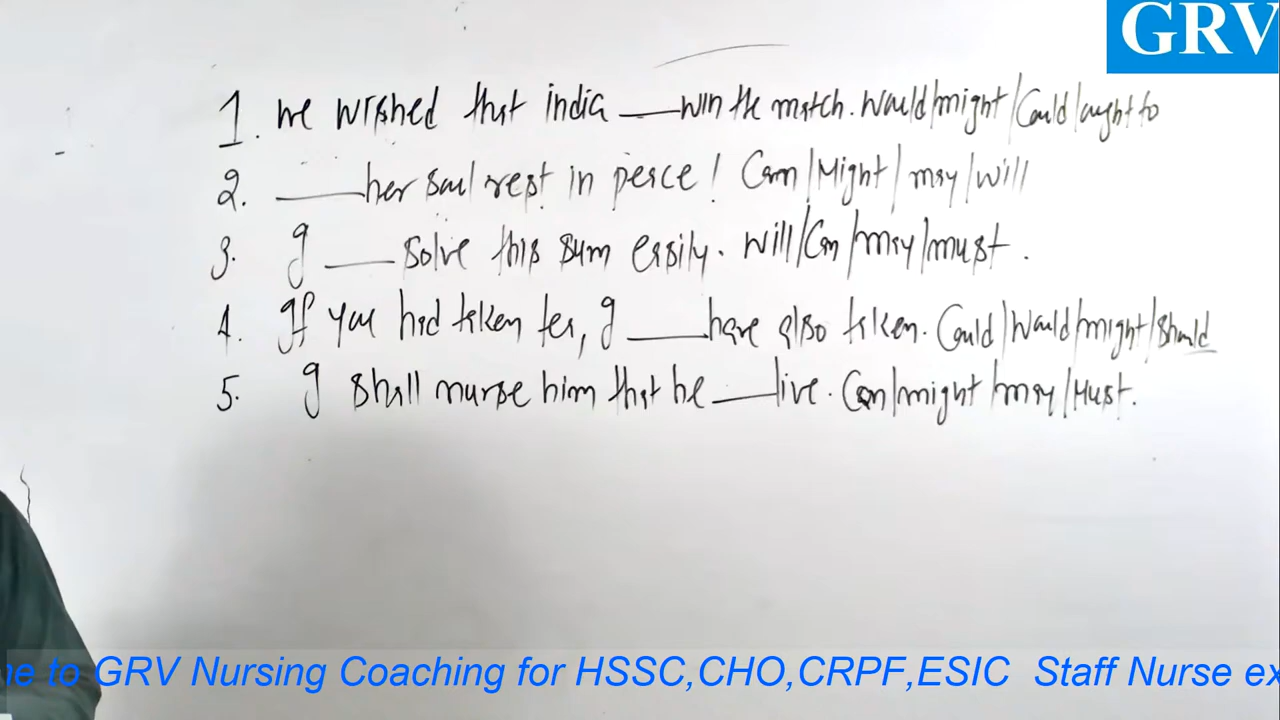 GRV
1. we wished that india ___ win the match. Would/might/Could/ought to
2. ___ her soul rest in peace! Can/Might/may/will
3. I ___ solve this sum easily. Will/Can/may/must.
4. If you had taken tea, I ___ have also taken. Could/Would/might/should
5. I shall nurse him that he ___ live. Can/might/may/Must.
ne to GRV Nursing Coaching for HSSC,CHO,CRPF,ESIC Staff Nurse ex